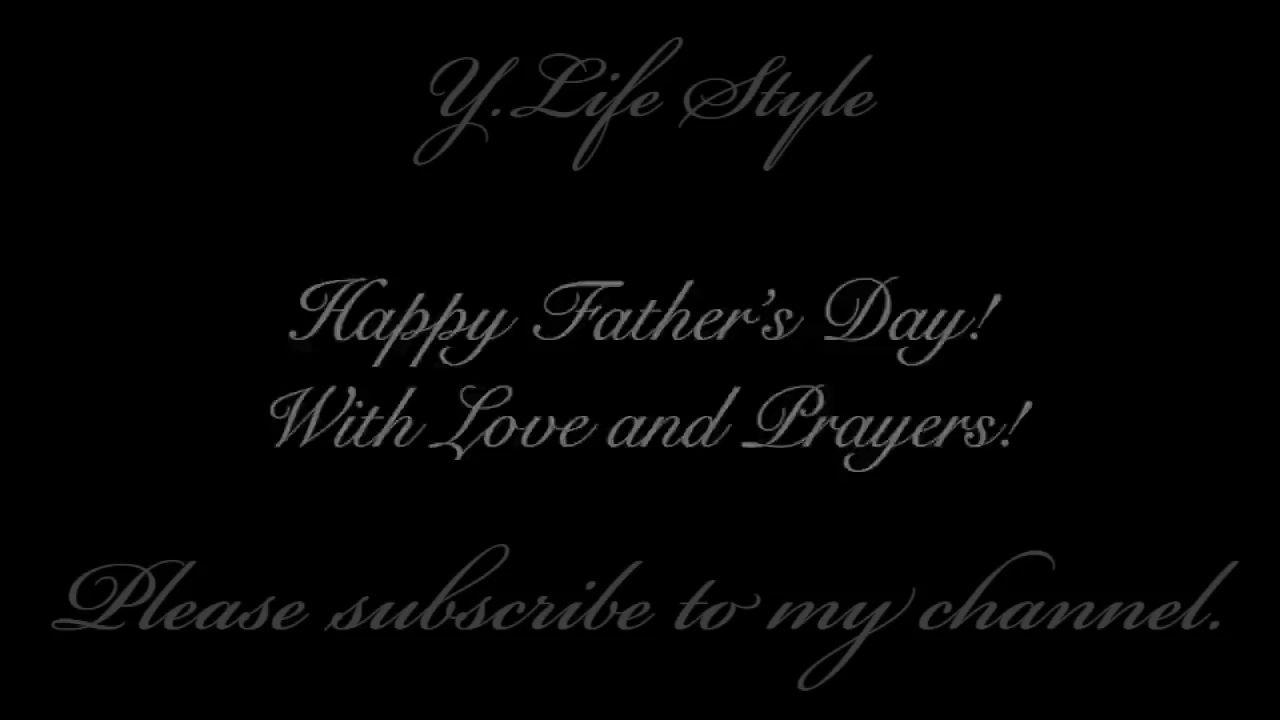 Y.Life Style
Happy Father's Day!
With Love and Prayers!
Please subscribe to my channel.